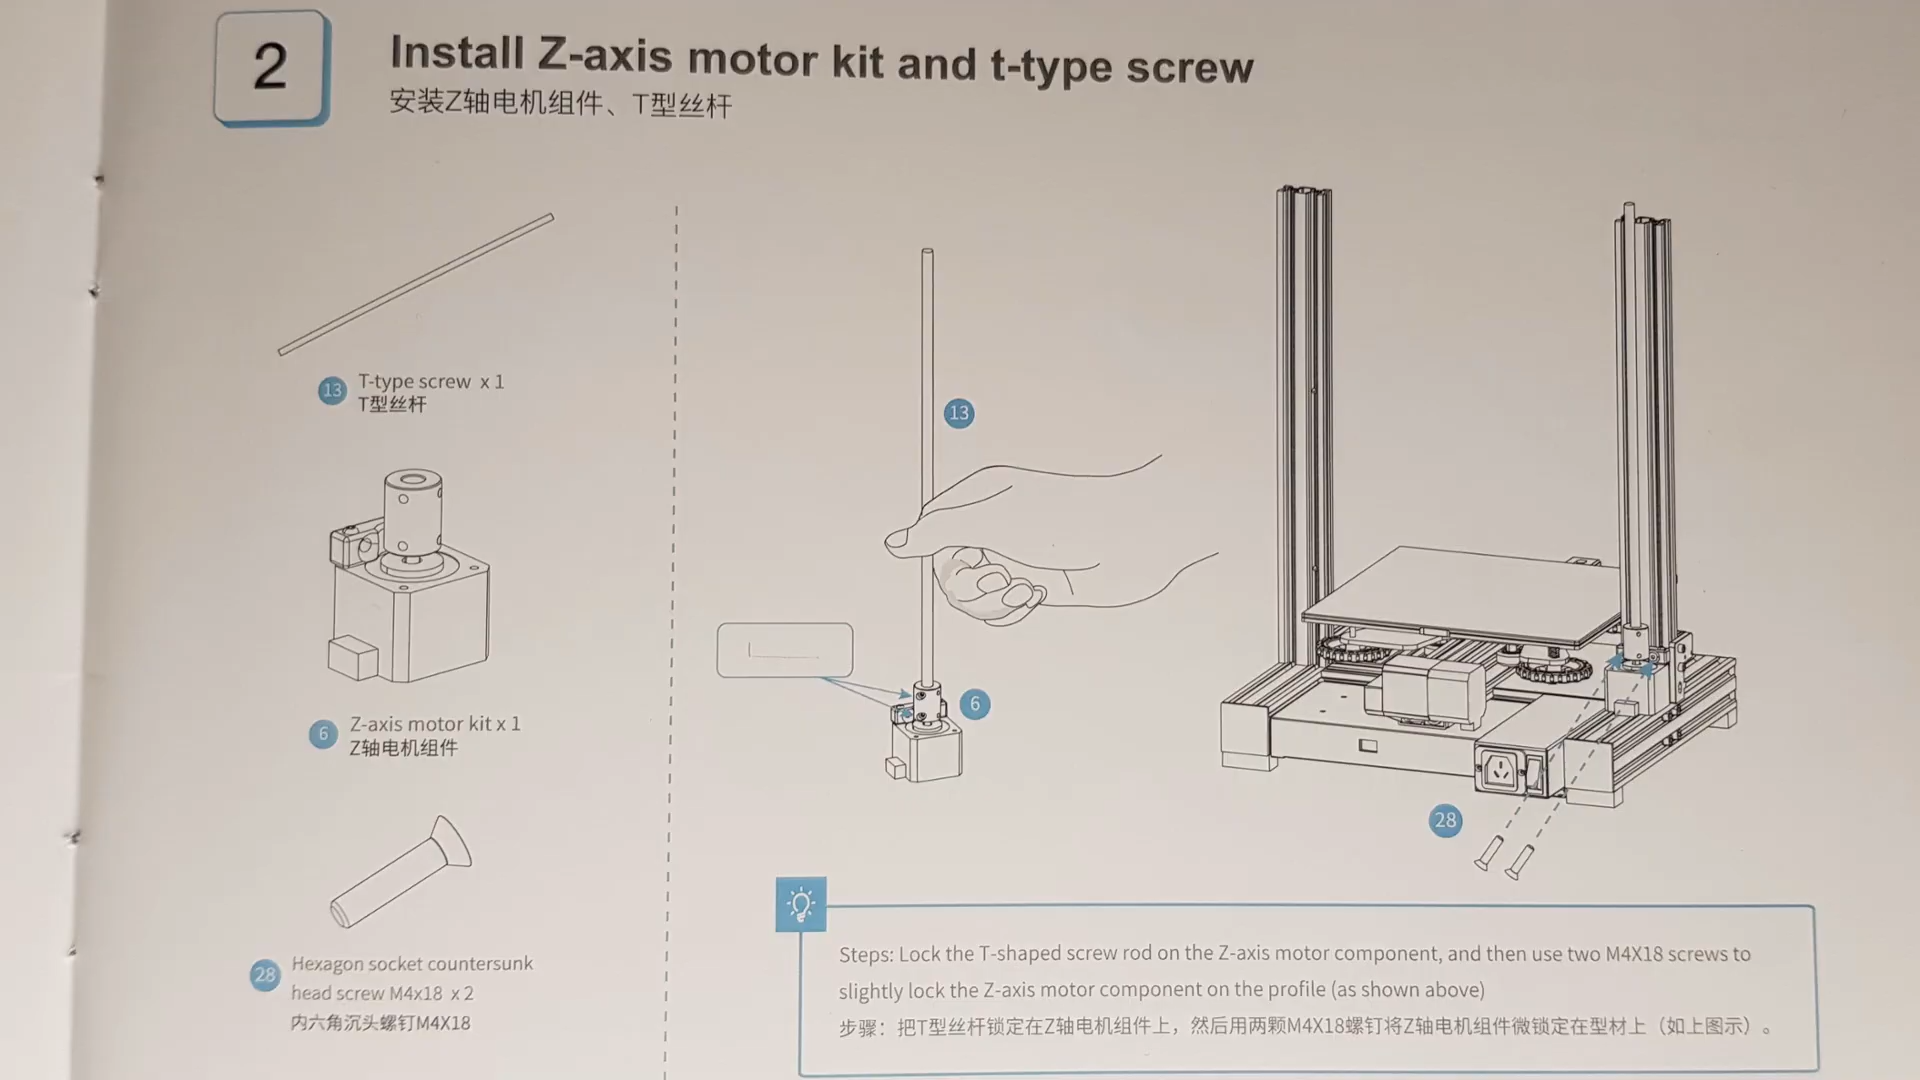 2
Install Z-axis motor kit and t-type screw
安装Z轴电机组件、T型丝杆
13
T-type screw x 1
T型丝杆
6
Z-axis motor kit x 1
Z轴电机组件
28
Hexagon socket countersunk
head screw M4x18 x 2
内六角沉头螺钉M4X18
13
6
28
Steps: Lock the T-shaped screw rod on the Z-axis motor component, and then use two M4X18 screws to
slightly lock the Z-axis motor component on the profile (as shown above)
步骤：把T型丝杆锁定在Z轴电机组件上，然后用两颗M4X18螺钉将Z轴电机组件微锁定在型材上（如上图示）。